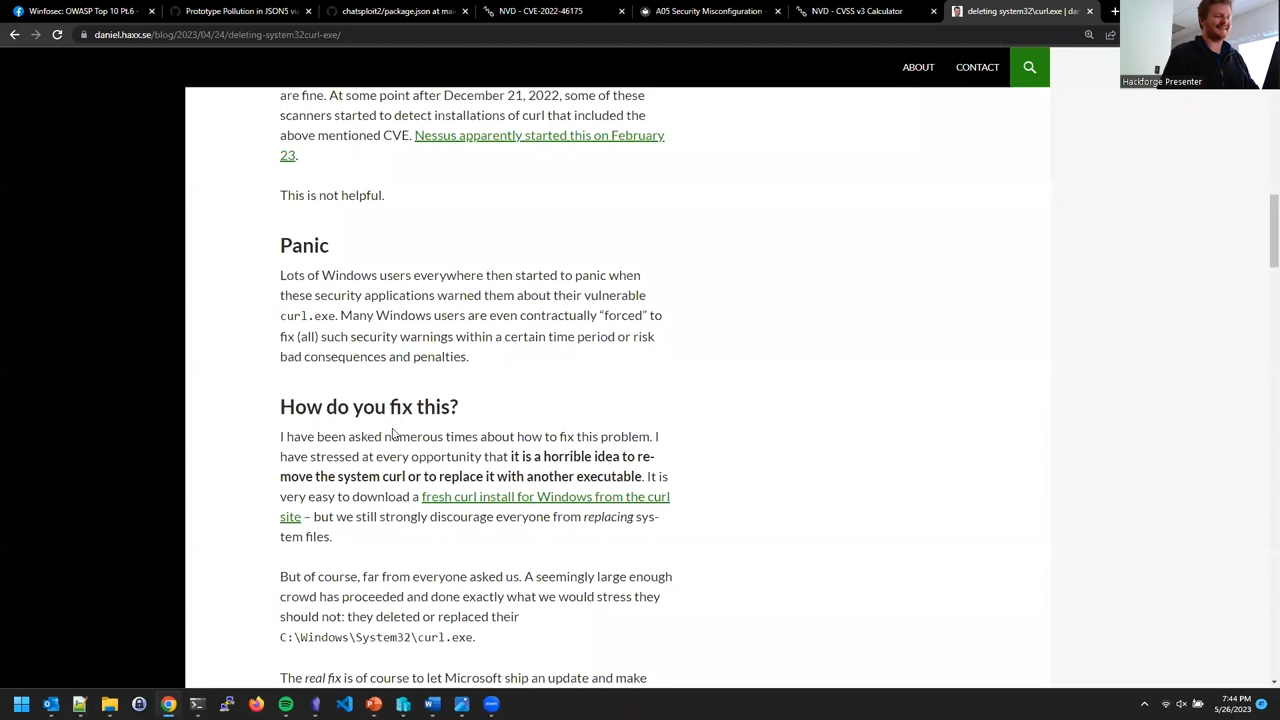 Winfosec: OWASP Top 10 Pt.6 -
Prototype Pollution in JSON5 via
chatsploit2/package.json at ma
NVD - CVE-2022-46175
A05 Security Misconfiguration -
NVD - CVSS v3 Calculator
deleting system32\curl.exe | dan
daniel.haxx.se/blog/2023/04/24/deleting-system32curl-exe/
Hackforge Presenter
ABOUT
CONTACT
are fine. At some point after December 21, 2022, some of these
scanners started to detect installations of curl that included the
above mentioned CVE. Nessus apparently started this on February
23.
This is not helpful.
Panic
Lots of Windows users everywhere then started to panic when
these security applications warned them about their vulnerable
curl.exe. Many Windows users are even contractually “forced” to
fix (all) such security warnings within a certain time period or risk
bad consequences and penalties.
How do you fix this?
I have been asked numerous times about how to fix this problem. I
have stressed at every opportunity that it is a horrible idea to re-
move the system curl or to replace it with another executable. It is
very easy to download a fresh curl install for Windows from the curl
site – but we still strongly discourage everyone from replacing sys-
tem files.
But of course, far from everyone asked us. A seemingly large enough
crowd has proceeded and done exactly what we would stress they
should not: they deleted or replaced their
C:\Windows\System32\curl.exe.
The real fix is of course to let Microsoft ship an update and make
7:44 PM
5/26/2023